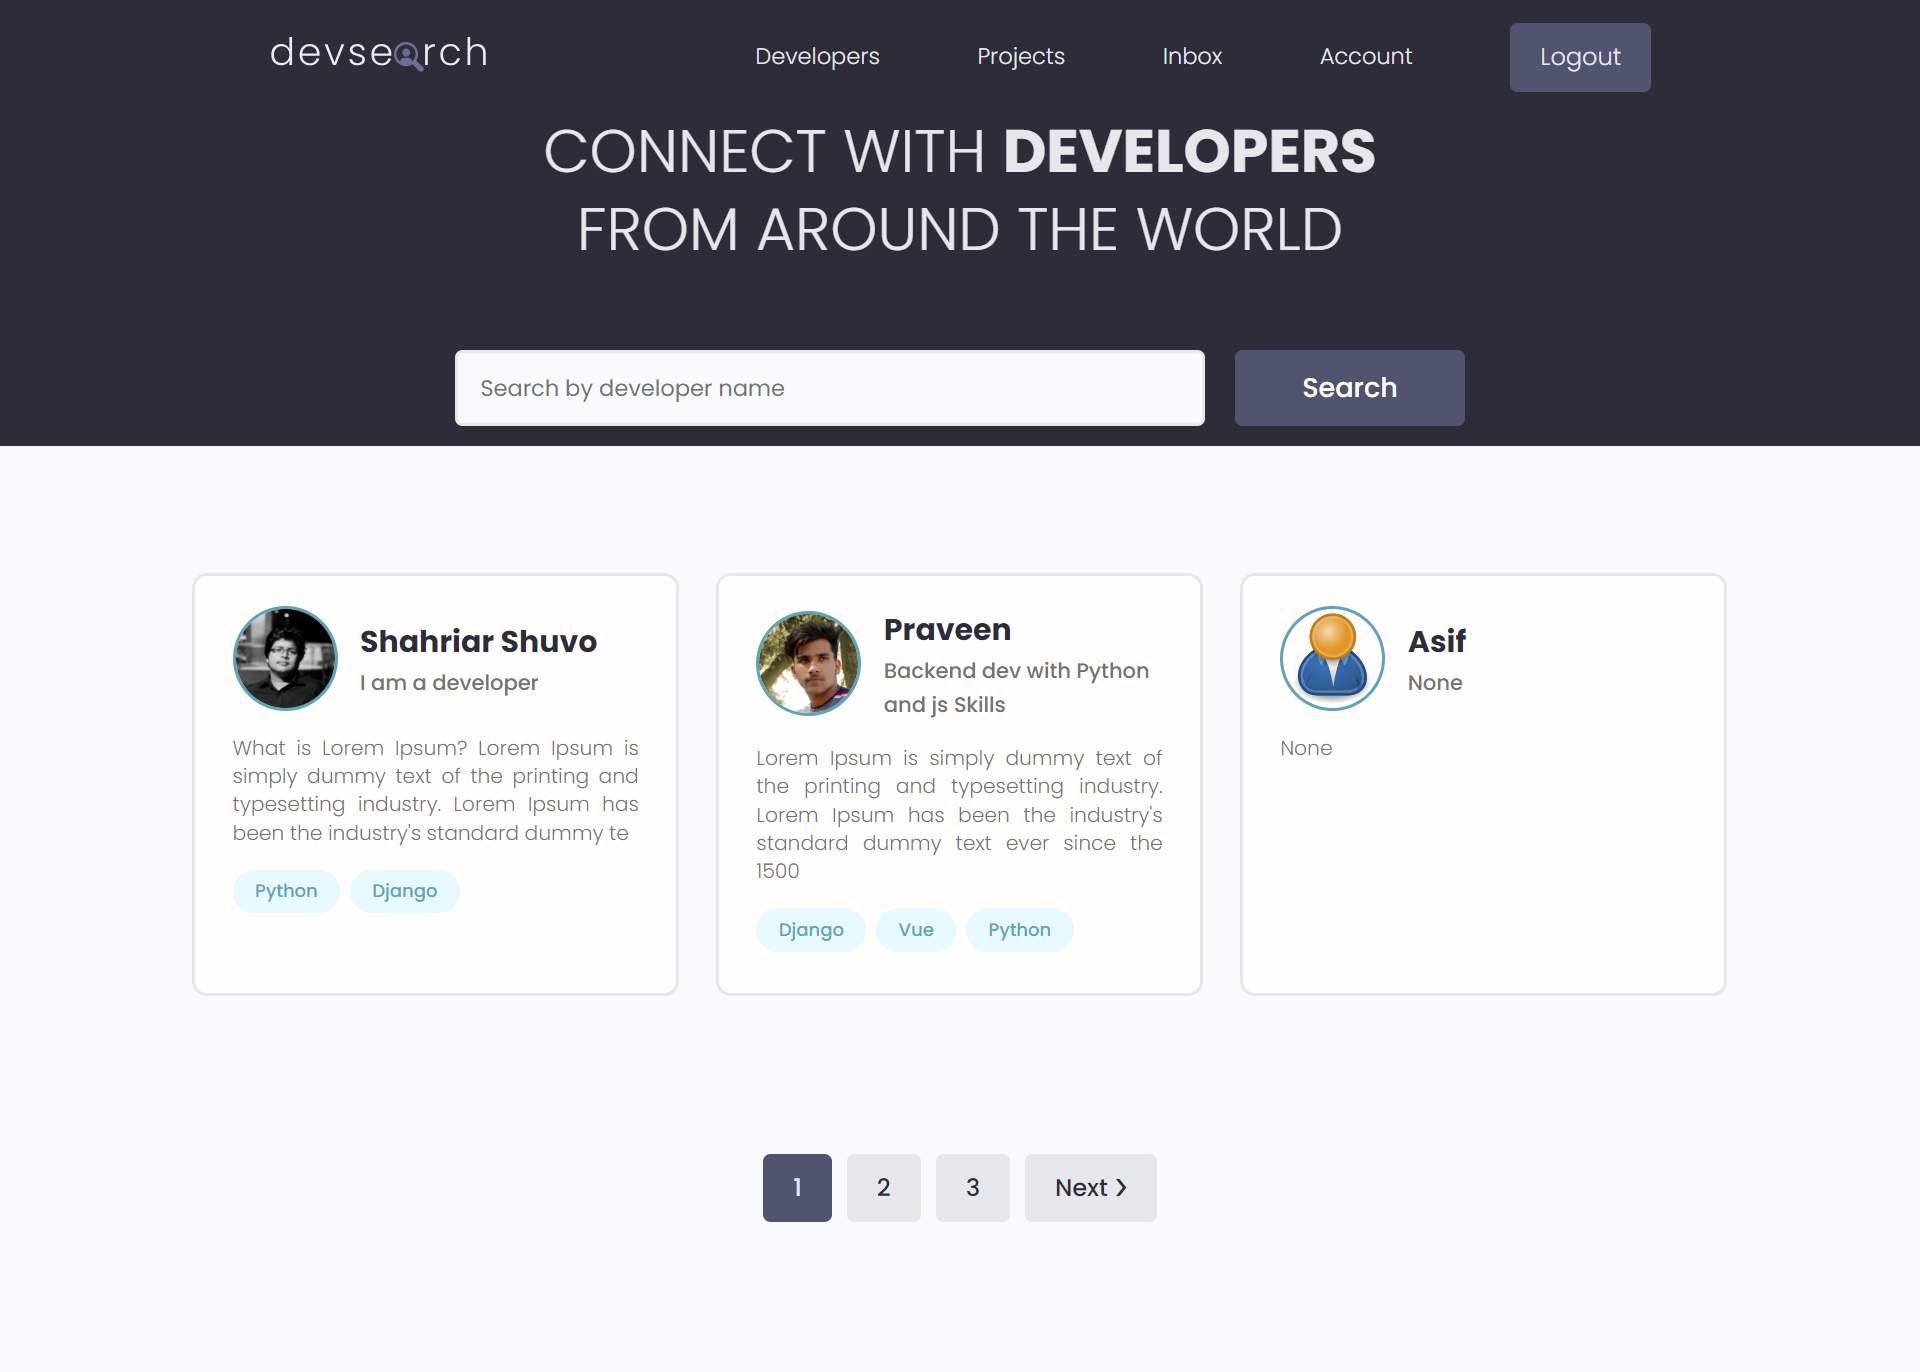 devsearch
Developers
Projects
Inbox
Account
Logout
CONNECT WITH DEVELOPERS
FROM AROUND THE WORLD
Search by developer name
Search
Shahriar Shuvo
I am a developer
What is Lorem Ipsum? Lorem Ipsum is
simply dummy text of the printing and
typesetting industry. Lorem Ipsum has
been the industry's standard dummy te
Python Django
Praveen
Backend dev with Python
and js Skills
Lorem Ipsum is simply dummy text of
the printing and typesetting industry.
Lorem Ipsum has been the industry's
standard dummy text ever since the
1500
Django Vue Python
Asif
None
None
1 2 3 Next ❯